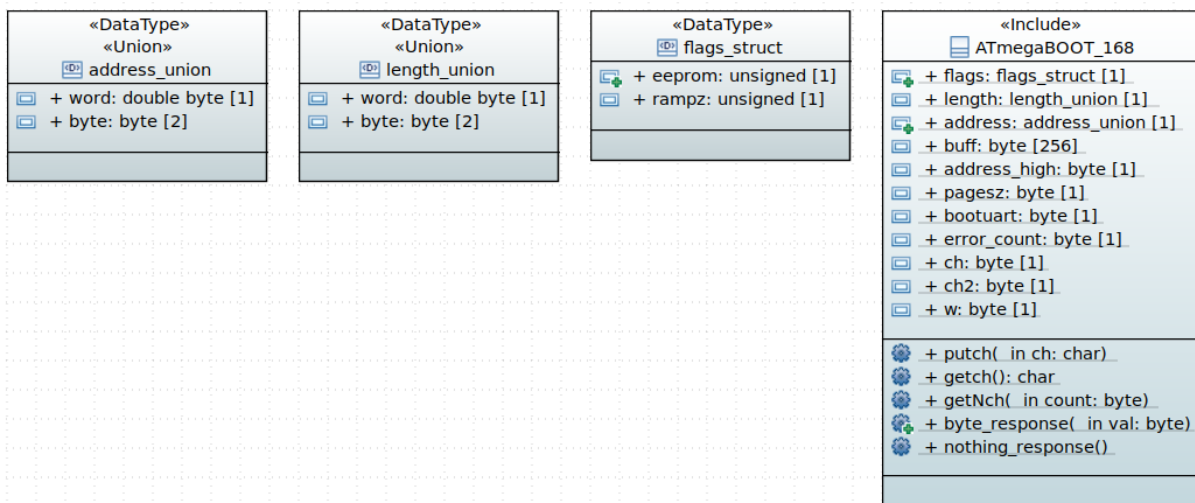 «DataType»
«Union»
address_union
+ word: double byte [1]
+ byte: byte [2]
«DataType»
«Union»
length_union
+ word: double byte [1]
+ byte: byte [2]
«DataType»
flags_struct
+ eeprom: unsigned [1]
+ rampz: unsigned [1]
«Include»
ATmegaBOOT_168
+ flags: flags_struct [1]
+ length: length_union [1]
+ address: address_union [1]
+ buff: byte [256]
+ address_high: byte [1]
+ pagesz: byte [1]
+ bootuart: byte [1]
+ error_count: byte [1]
+ ch: byte [1]
+ ch2: byte [1]
+ w: byte [1]
+ putch( in ch: char)
+ getch(): char
+ getNch( in count: byte)
+ byte_response( in val: byte)
+ nothing_response()